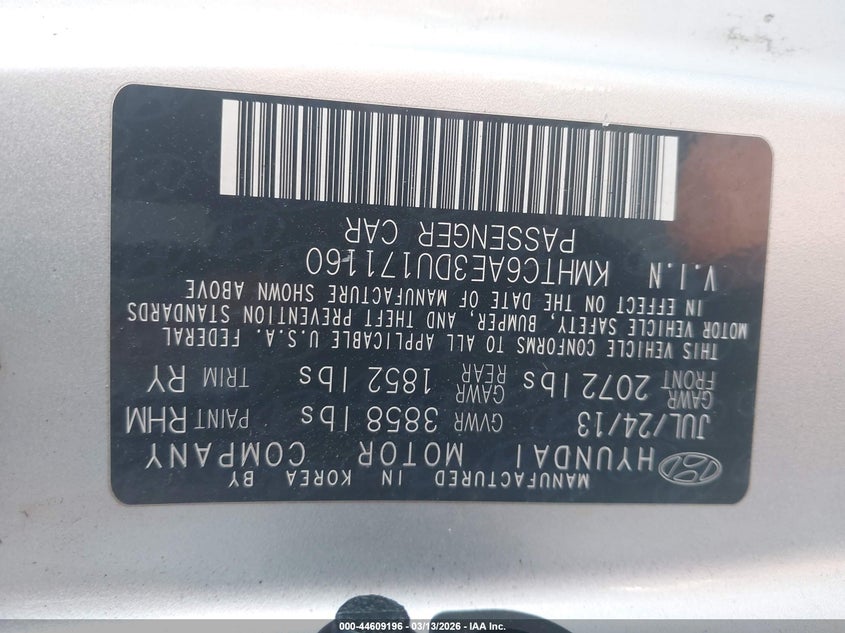 MANUFACTURED IN KOREA BY
HYUNDAI MOTOR COMPANY
JUL/24/13 GVWR 3858 lbs PAINT RHM
GAWR FRONT 2072 lbs GAWR REAR 1852 lbs TRIM RY
THIS VEHICLE CONFORMS TO ALL APPLICABLE U.S.A. FEDERAL
MOTOR VEHICLE SAFETY, BUMPER, AND THEFT PREVENTION STANDARDS
IN EFFECT ON THE DATE OF MANUFACTURE SHOWN ABOVE
V.I.N KMHTC6AE3DU171160
PASSENGER CAR
000-44609196 - 03/13/2026 - IAA Inc.